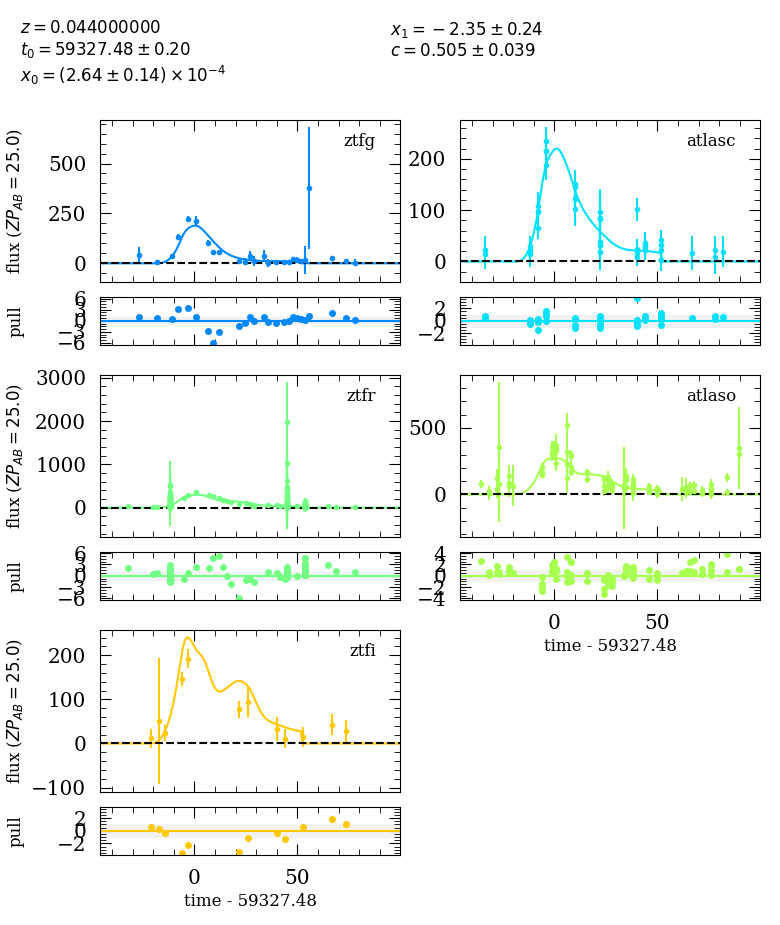 z = 0.044000000
t₀ = 59327.48 ± 0.20
x₀ = (2.64 ± 0.14) × 10⁻⁴
x₁ = −2.35 ± 0.24
c = 0.505 ± 0.039
ztfg
flux (ZP_AB = 25.0)
500
250
0
pull
6
3
0
−3
−6
atlasc
200
100
0
2
0
−2
ztfr
flux (ZP_AB = 25.0)
3000
2000
1000
0
pull
6
3
0
−3
−6
atlaso
500
0
4
2
0
−2
−4
0
50
time - 59327.48
ztfi
flux (ZP_AB = 25.0)
200
100
0
−100
pull
2
0
−2
0
50
time - 59327.48